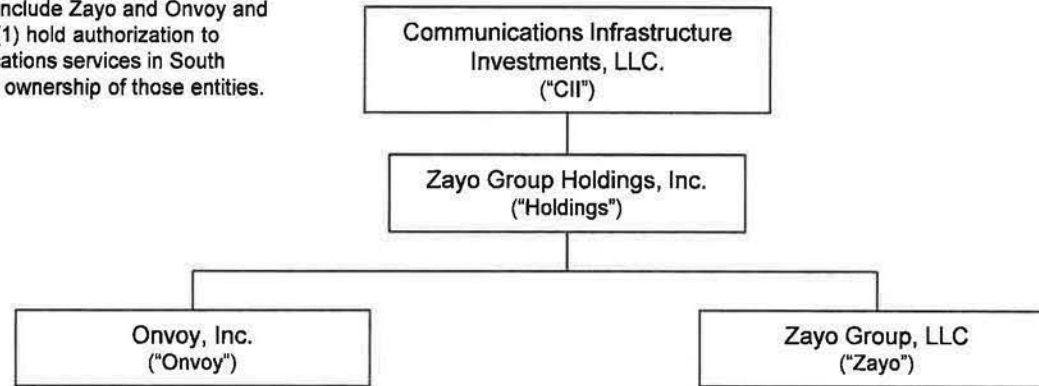 nclude Zayo and Onvoy and
(1) hold authorization to
ations services in South
ownership of those entities.
Communications Infrastructure
Investments, LLC.
("CII")
Zayo Group Holdings, Inc.
("Holdings")
Onvoy, Inc.
("Onvoy")
Zayo Group, LLC
("Zayo")